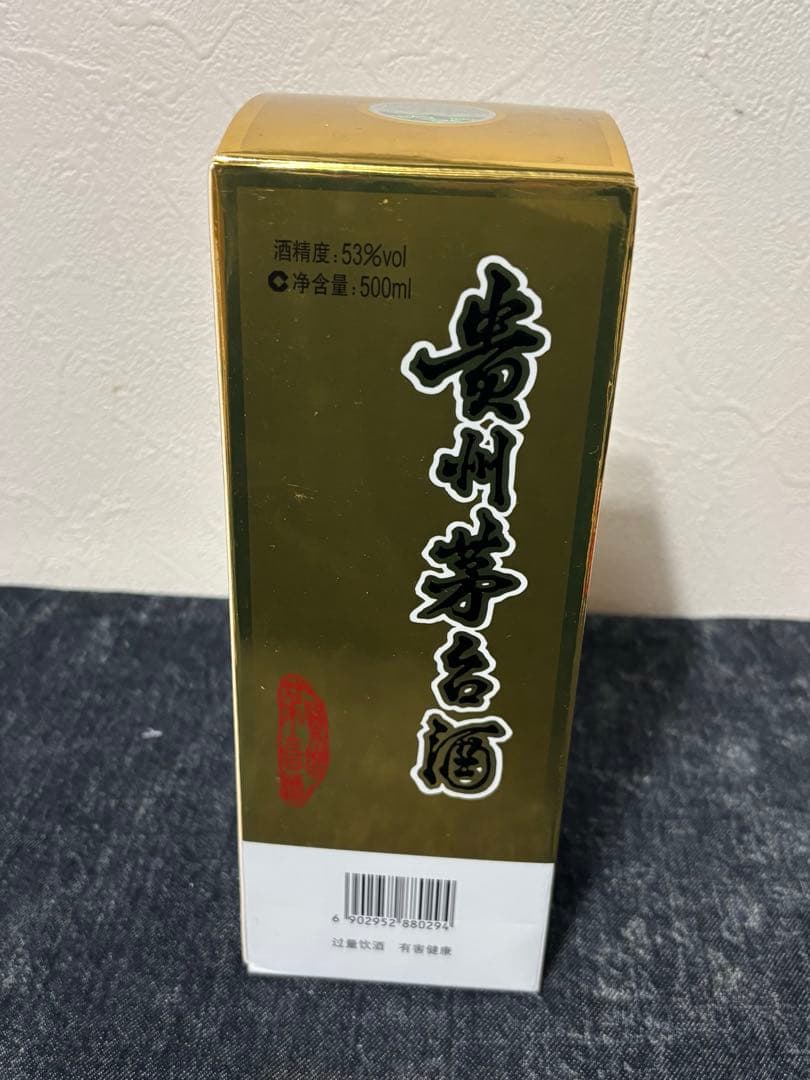 酒精度:53%vol
净含量:500ml
貴州茅台酒
6 902952 880294
过量饮酒 有害健康